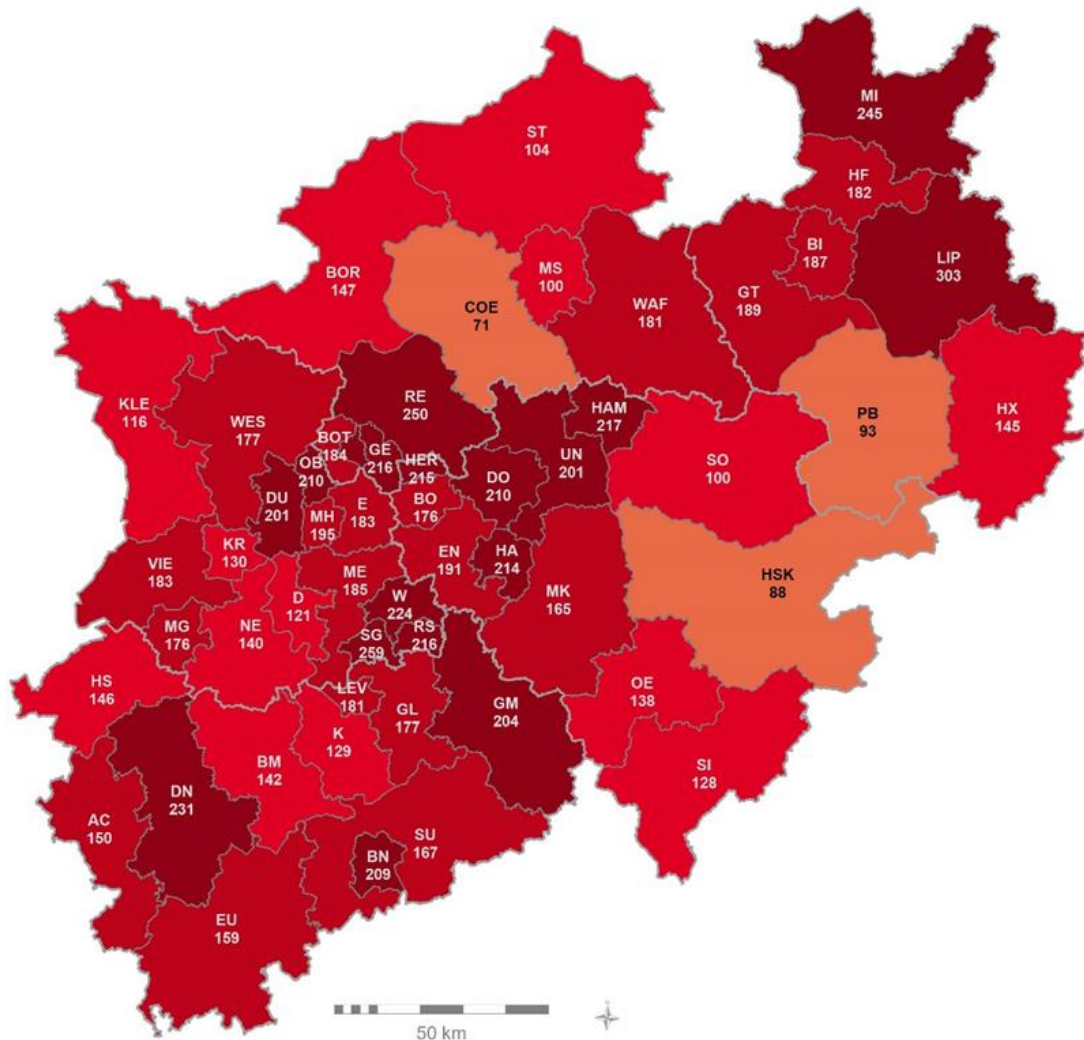 MI
245
ST
104
HF
182
BI
187
LIP
303
BOR
147
MS
100
COE
71
WAF
181
GT
189
KLE
116
WES
177
RE
250
HAM
217
PB
93
HX
145
BOT
184
GE
216
HER
215
UN
201
SO
100
OB
210
DO
210
DU
201
MH
195
E
183
BO
176
KR
130
EN
191
HA
214
VIE
183
ME
185
HSK
88
MK
165
D
121
W
224
MG
176
NE
140
SG
259
RS
216
HS
146
LEV
181
GL
177
GM
204
OE
138
K
129
BM
142
SI
128
DN
231
AC
150
SU
167
BN
209
EU
159
50 km